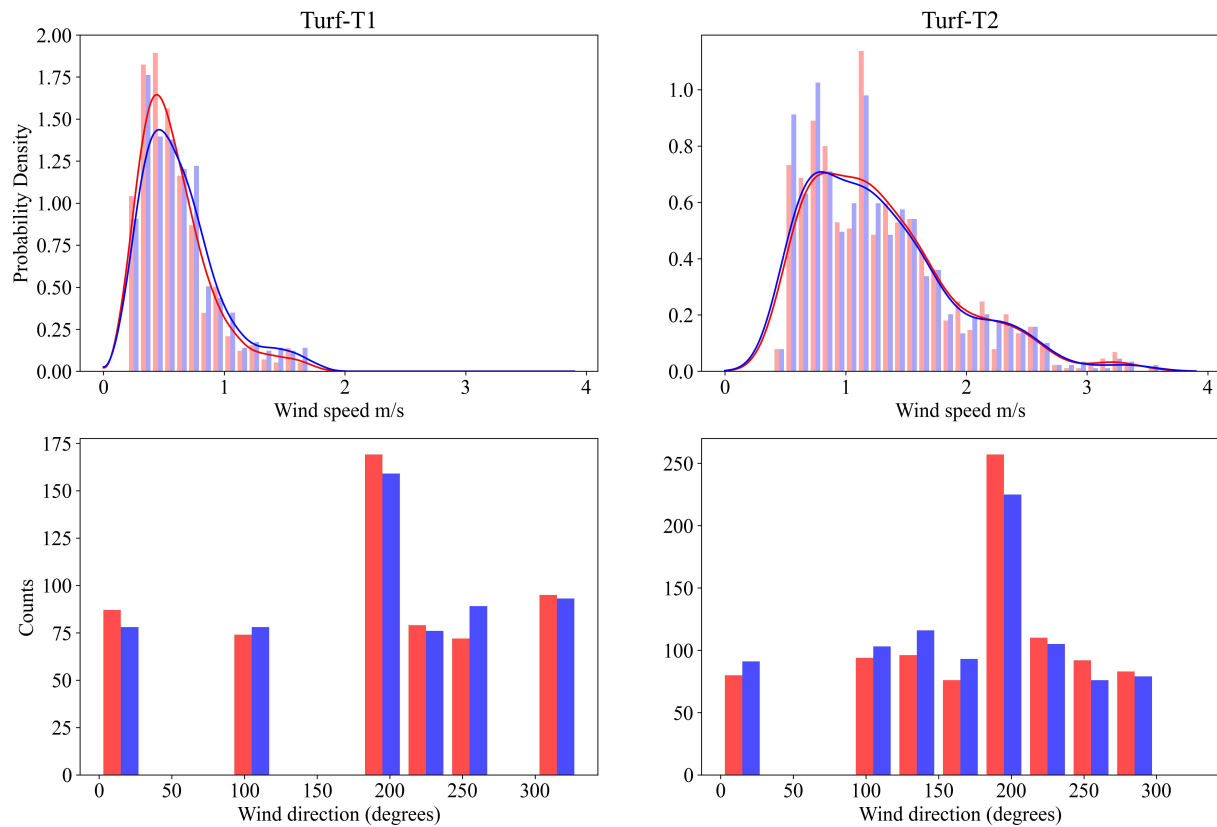 Turf-T1
Turf-T2
2.00
1.75
1.50
1.25
1.00
0.75
0.50
0.25
0.00
Probability Density
0 1 2 3 4
Wind speed m/s
1.0
0.8
0.6
0.4
0.2
0.0
0 1 2 3 4
Wind speed m/s
175
150
125
100
75
50
25
0
Counts
0 50 100 150 200 250 300
Wind direction (degrees)
250
200
150
100
50
0
0 50 100 150 200 250 300
Wind direction (degrees)